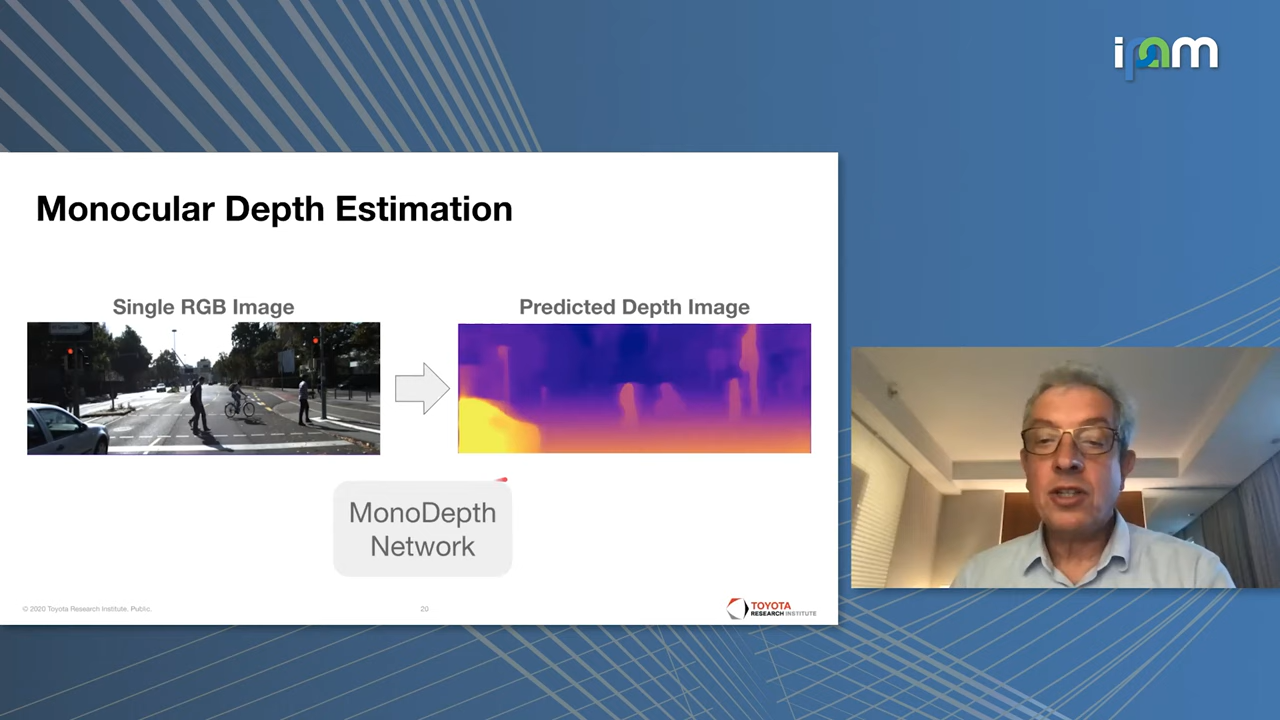 ipam
Monocular Depth Estimation
Single RGB Image
Predicted Depth Image
MonoDepth
Network
© 2020 Toyota Research Institute. Public.
20
TOYOTA
RESEARCH INSTITUTE